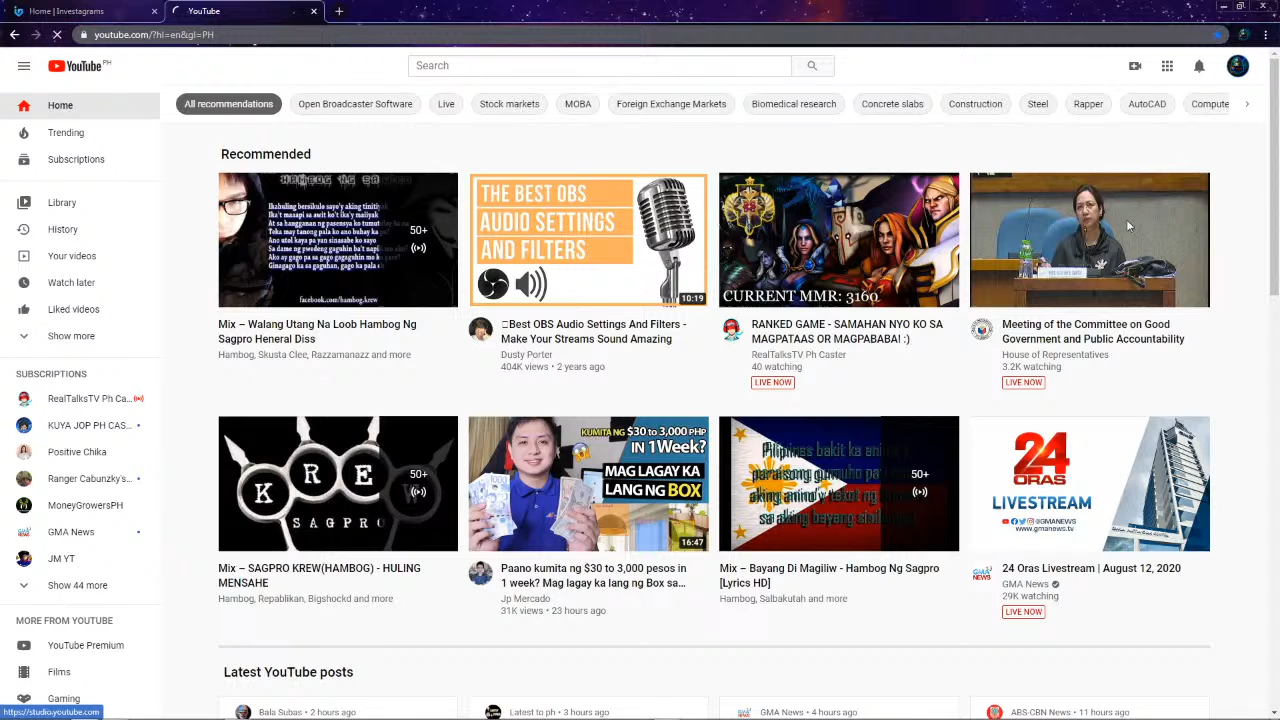 Home | Investagrams
YouTube
youtube.com/?hl=en&gl=PH
YouTube PH
Search
Home
Trending
Subscriptions
Library
History
Your videos
Watch later
Liked videos
Show more
SUBSCRIPTIONS
RealTalksTV Ph Ca...
KUYA JOP PH CAS...
Positive Chika
Ranger Cabunzky's...
MoneyGrowersPH
GMA News
JM YT
Show 44 more
MORE FROM YOUTUBE
YouTube Premium
Films
Gaming
https://studio.youtube.com
All recommendations
Open Broadcaster Software
Live
Stock markets
MOBA
Foreign Exchange Markets
Biomedical research
Concrete slabs
Construction
Steel
Rapper
AutoCAD
Compute
Recommended
Ikahuling bersikulo sayo'y aking tinitiy
50+
facebook.com/hambog.krew
Mix – Walang Utang Na Loob Hambog Ng
Sagpro Heneral Diss
Hambog, Skusta Clee, Razzamanazz and more
THE BEST OBS
AUDIO SETTINGS
AND FILTERS
10:19
Best OBS Audio Settings And Filters -
Make Your Streams Sound Amazing
Dusty Porter
404K views • 2 years ago
CURRENT MMR: 3160
RANKED GAME - SAMAHAN NYO KO SA
MAGPATAAS OR MAGPABABA! :)
RealTalksTV Ph Caster
40 watching
LIVE NOW
Meeting of the Committee on Good
Government and Public Accountability
House of Representatives
3.2K watching
LIVE NOW
K R E W
SAGPRO
50+
Mix – SAGPRO KREW(HAMBOG) - HULING
MENSAHE
Hambog, Repablikan, Bigshockd and more
KUMITA NG $30 to 3,000 PHP
IN 1Week?
MAG LAGAY KA
LANG NG BOX
16:47
Paano kumita ng $30 to 3,000 pesos in
1 week? Mag lagay ka lang ng Box sa...
Jp Mercado
31K views • 23 hours ago
50+
Mix – Bayang Di Magiliw - Hambog Ng Sagpro
[Lyrics HD]
Hambog, Salbakutah and more
24
ORAS
LIVESTREAM
@GMANEWS
www.gmanews.tv
24 Oras Livestream | August 12, 2020
GMA News
29K watching
LIVE NOW
Latest YouTube posts
Bala Subas • 2 hours ago
Latest to ph • 3 hours ago
GMA News • 4 hours ago
ABS-CBN News • 11 hours ago